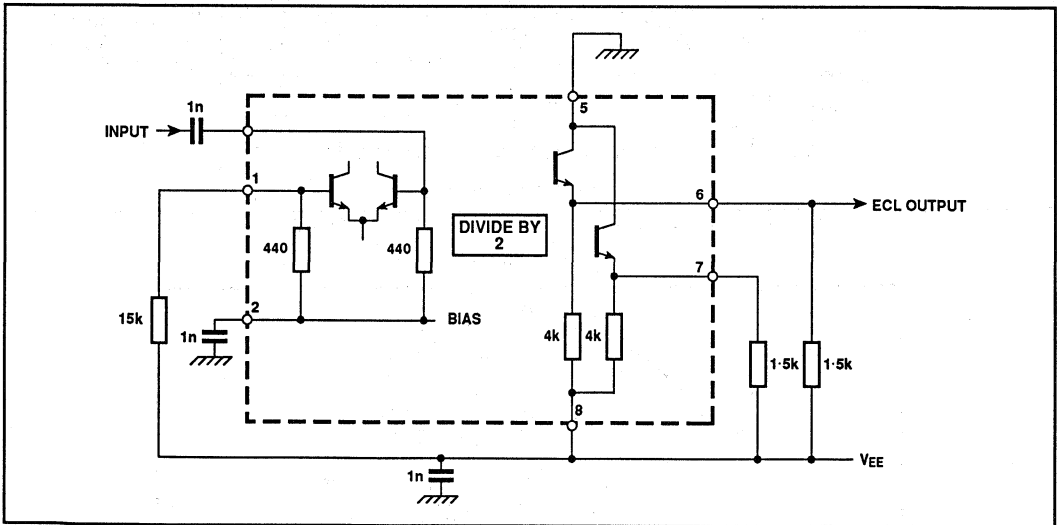 5
1n
INPUT
1
6
ECL OUTPUT
DIVIDE BY
2
440
440
7
15k
2
BIAS
1n
4k
4k
1·5k
1·5k
8
VEE
1n